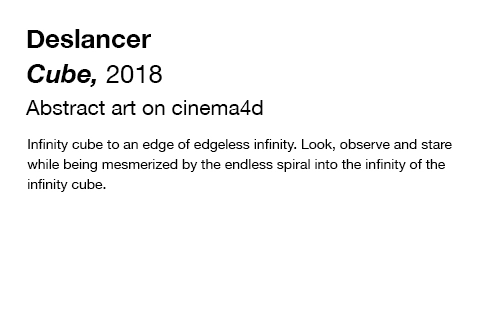 Deslancer
Cube, 2018
Abstract art on cinema4d
Infinity cube to an edge of edgeless infinity. Look, observe and stare
while being mesmerized by the endless spiral into the infinity of the
infinity cube.